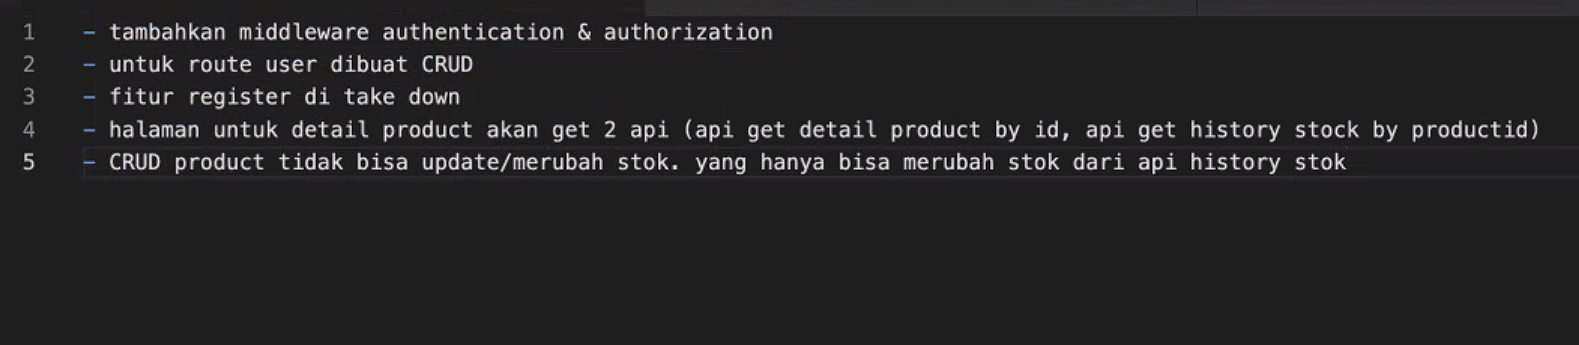 1 - tambahkan middleware authentication & authorization
2 - untuk route user dibuat CRUD
3 - fitur register di take down
4 - halaman untuk detail product akan get 2 api (api get detail product by id, api get history stock by productid)
5 - CRUD product tidak bisa update/merubah stok. yang hanya bisa merubah stok dari api history stok